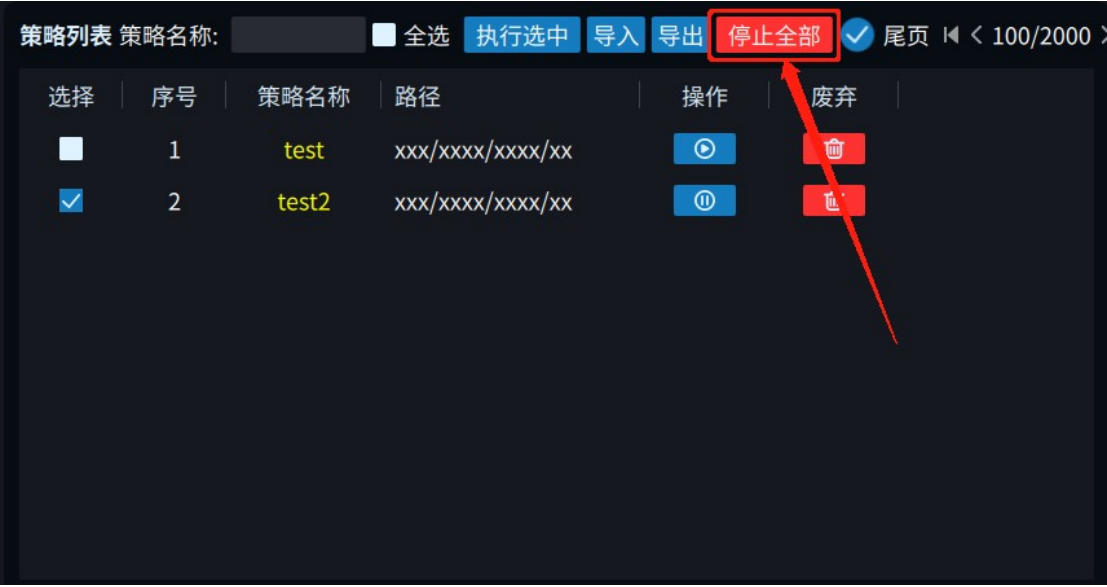 策略列表 策略名称: 全选 执行选中 导入 导出 停止全部 尾页 100/2000
选择 序号 策略名称 路径 操作 废弃
1 test xxx/xxxx/xxxx/xx
2 test2 xxx/xxxx/xxxx/xx